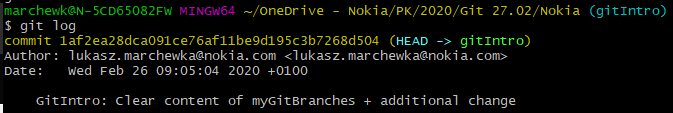 marchewk@N-5CD65082FW MINGW64 ~/OneDrive - Nokia/PK/2020/Git 27.02/Nokia (gitIntro)
$ git log
commit 1af2ea28dca091ce76af11be9d195c3b7268d504 (HEAD -> gitIntro)
Author: lukasz.marchewka@nokia.com <lukasz.marchewka@nokia.com>
Date:   Wed Feb 26 09:05:04 2020 +0100
    GitIntro: Clear content of myGitBranches + additional change